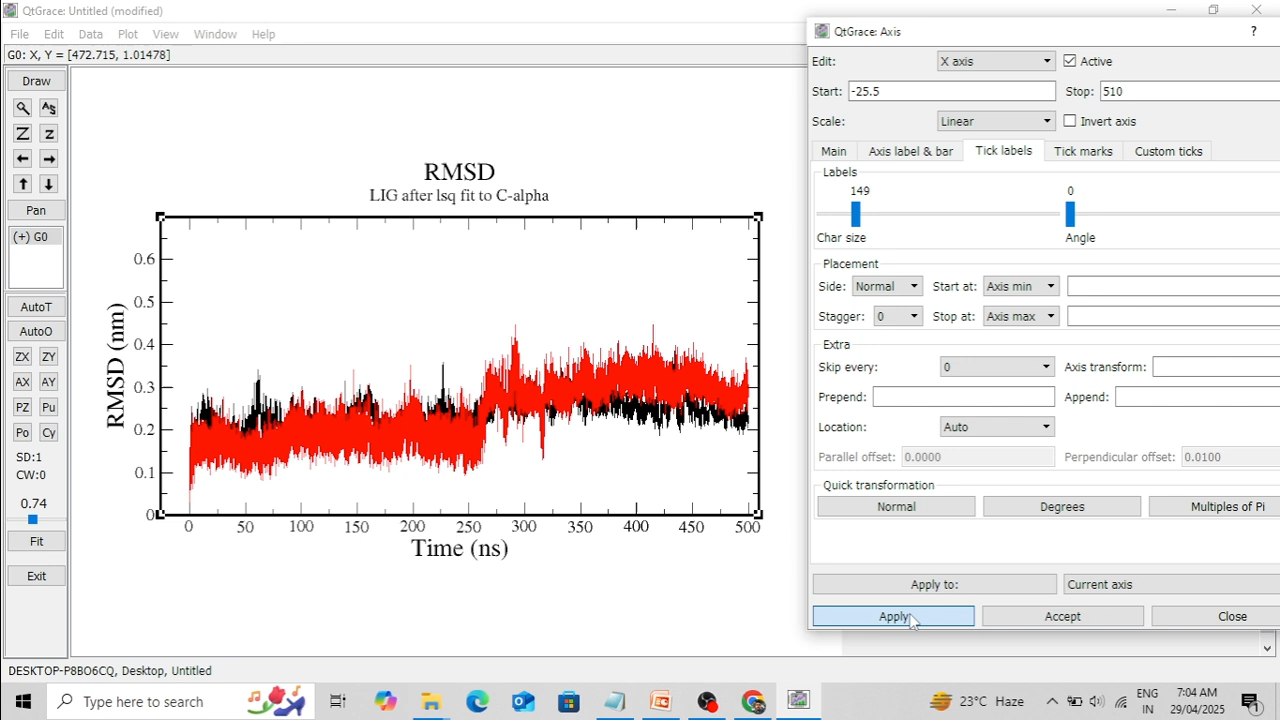 QtGrace: Untitled (modified)
File Edit Data Plot View Window Help
G0: X, Y = [472.715, 1.01478]
Draw
Pan
(+) G0
AutoT
AutoO
ZX ZY
AX AY
PZ Pu
Po Cy
SD:1
CW:0
0.74
Fit
Exit
RMSD
LIG after lsq fit to C-alpha
RMSD (nm)
0.6
0.5
0.4
0.3
0.2
0.1
0
0 50 100 150 200 250 300 350 400 450 500
Time (ns)
QtGrace: Axis ?
Edit: X axis Active
Start: -25.5 Stop: 510
Scale: Linear Invert axis
Main Axis label & bar Tick labels Tick marks Custom ticks
Labels
149 0
Char size Angle
Placement
Side: Normal Start at: Axis min
Stagger: 0 Stop at: Axis max
Extra
Skip every: 0 Axis transform:
Prepend: Append:
Location: Auto
Parallel offset: 0.0000 Perpendicular offset: 0.0100
Quick transformation
Normal Degrees Multiples of Pi
Apply to: Current axis
Apply Accept Close
DESKTOP-P8BO6CQ, Desktop, Untitled
Type here to search
23°C Haze
ENG
IN
7:04 AM
29/04/2025
1